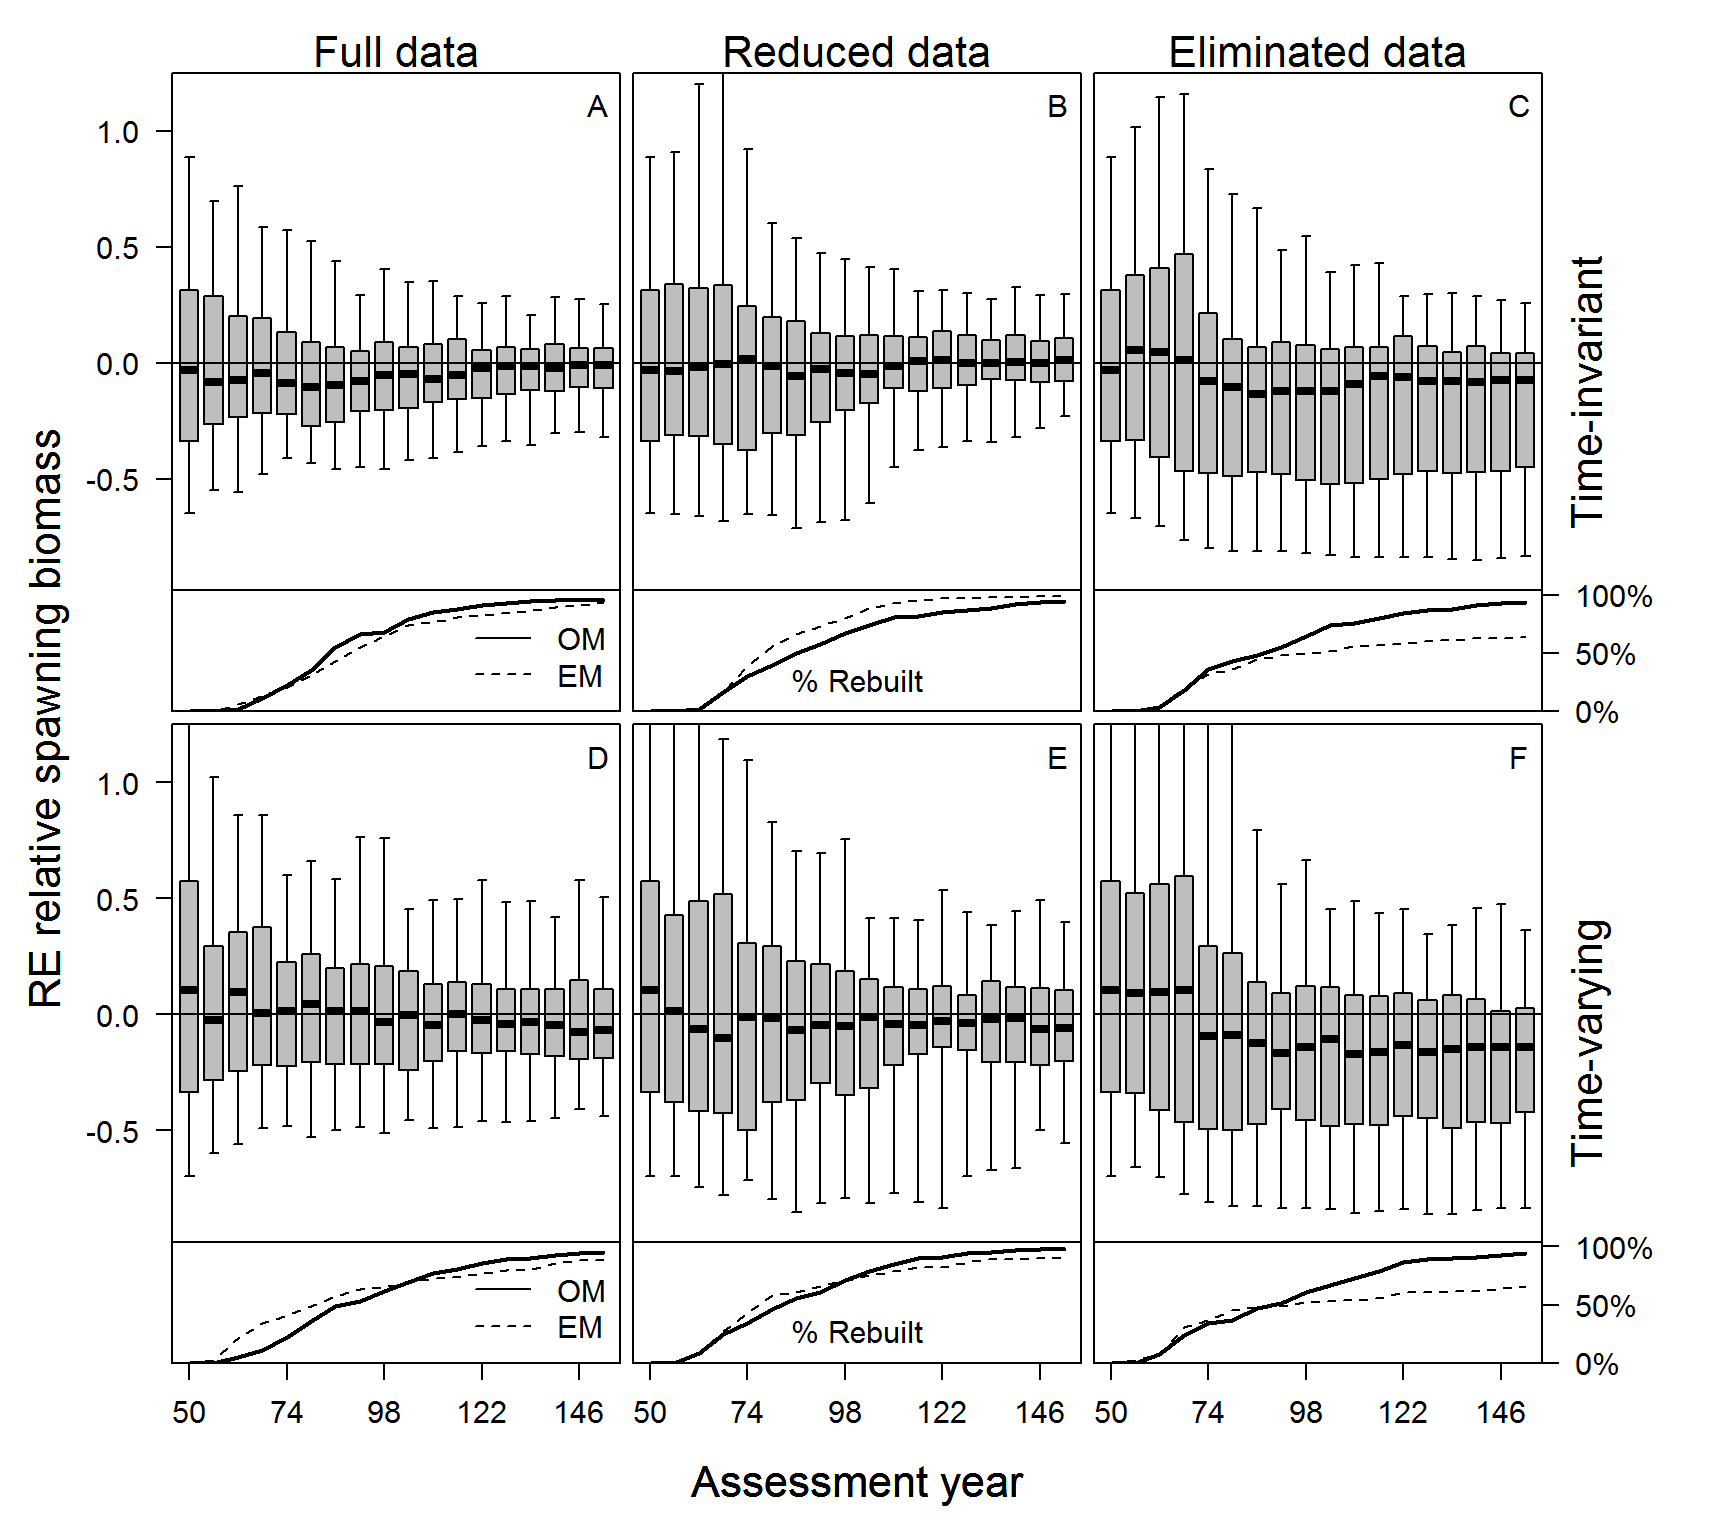 Full data
Reduced data
Eliminated data
A
B
C
1.0
0.5
0.0
-0.5
RE relative spawning biomass
Time-invariant
OM
EM
% Rebuilt
100%
50%
0%
D
E
F
1.0
0.5
0.0
-0.5
Time-varying
OM
EM
% Rebuilt
100%
50%
0%
50 74 98 122 146
50 74 98 122 146
50 74 98 122 146
Assessment year